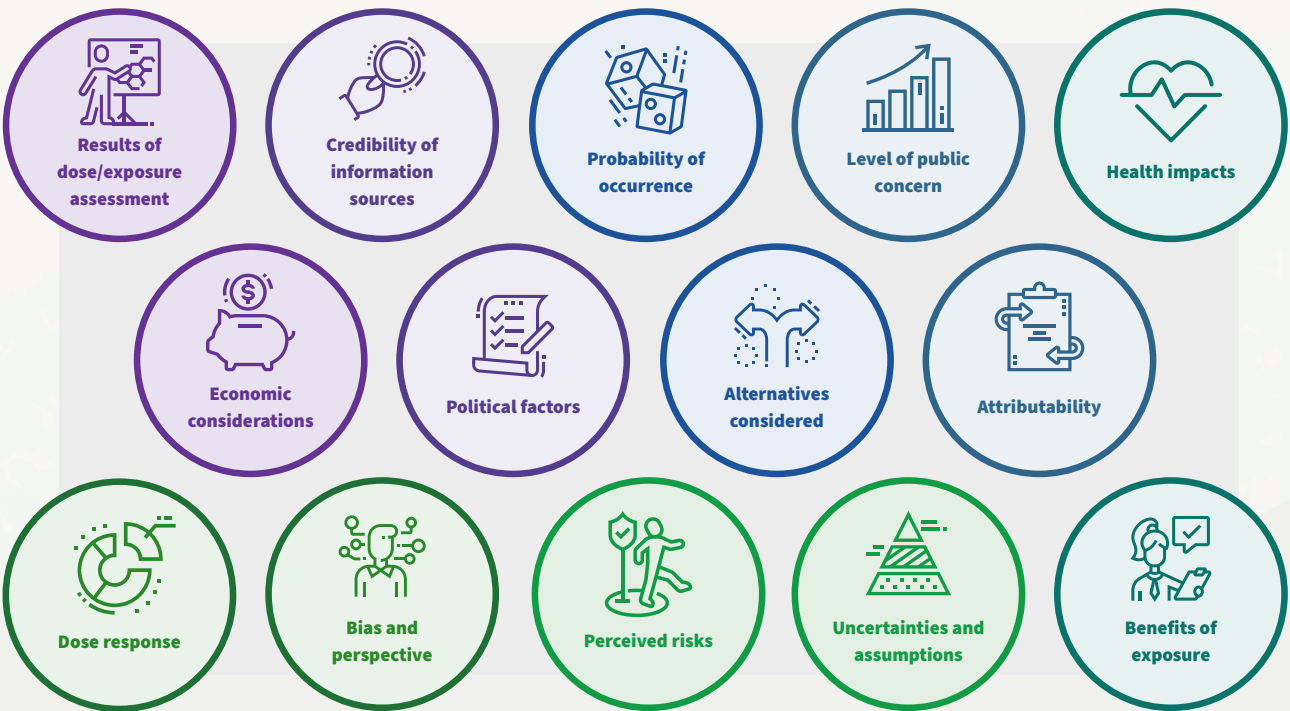 Results of
dose/exposure
assessment
Credibility of
information
sources
Probability of
occurrence
Level of public
concern
Health impacts
$
Economic
considerations
Political factors
Alternatives
considered
Attributability
Dose response
Bias and
perspective
Perceived risks
Uncertainties and
assumptions
Benefits of
exposure